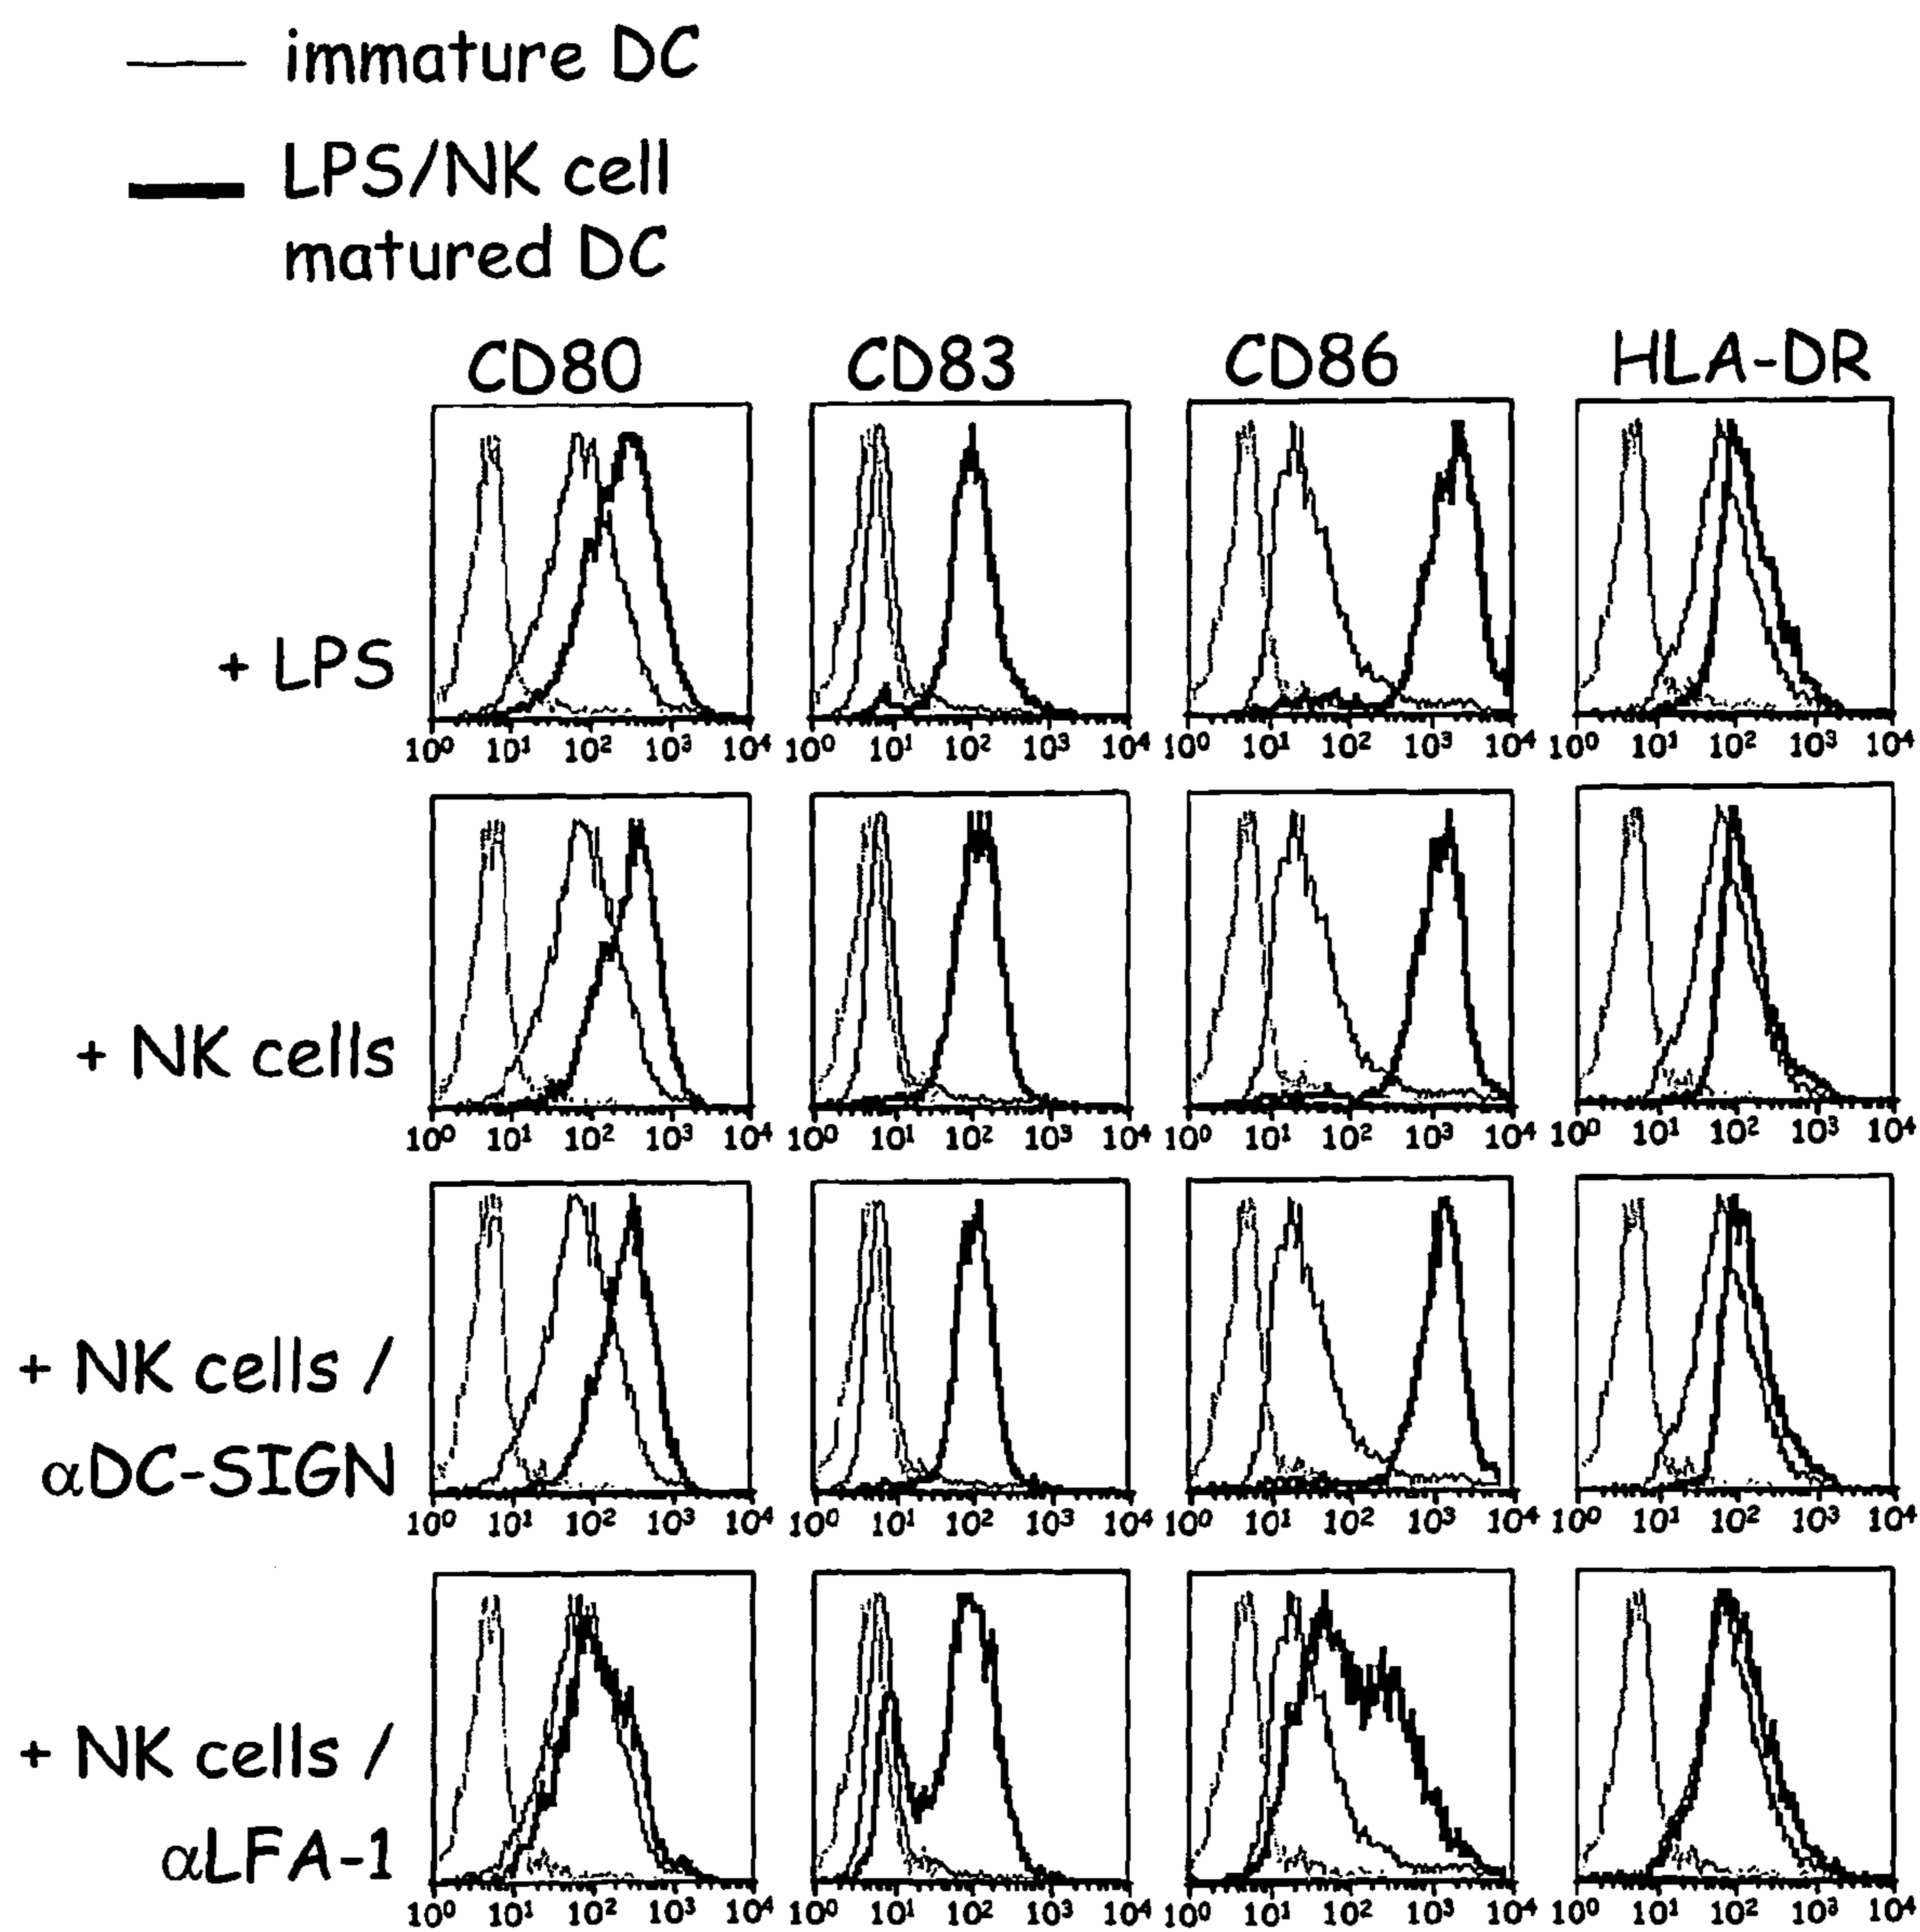 immature DC
LPS/NK cell
matured DC
CD80 CD83 CD86 HLA-DR
+ LPS
10⁰ 10¹ 10² 10³ 10⁴ 10⁰ 10¹ 10² 10³ 10⁴ 10⁰ 10¹ 10² 10³ 10⁴ 10⁰ 10¹ 10² 10³ 10⁴
+ NK cells
10⁰ 10¹ 10² 10³ 10⁴ 10⁰ 10¹ 10² 10³ 10⁴ 10⁰ 10¹ 10² 10³ 10⁴ 10⁰ 10¹ 10² 10³ 10⁴
+ NK cells /
αDC-SIGN
10⁰ 10¹ 10² 10³ 10⁴ 10⁰ 10¹ 10² 10³ 10⁴ 10⁰ 10¹ 10² 10³ 10⁴ 10⁰ 10¹ 10² 10³ 10⁴
+ NK cells /
αLFA-1
10⁰ 10¹ 10² 10³ 10⁴ 10⁰ 10¹ 10² 10³ 10⁴ 10⁰ 10¹ 10² 10³ 10⁴ 10⁰ 10¹ 10² 10³ 10⁴